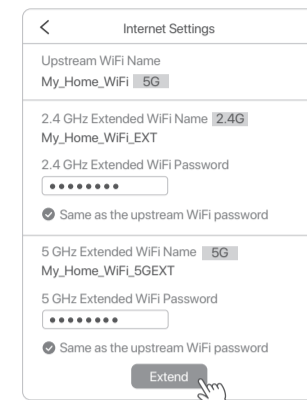 Internet Settings
Upstream WiFi Name
My_Home_WiFi 5G
2.4 GHz Extended WiFi Name 2.4G
My_Home_WiFi_EXT
2.4 GHz Extended WiFi Password
Same as the upstream WiFi password
5 GHz Extended WiFi Name 5G
My_Home_WiFi_5GEXT
5 GHz Extended WiFi Password
Same as the upstream WiFi password
Extend